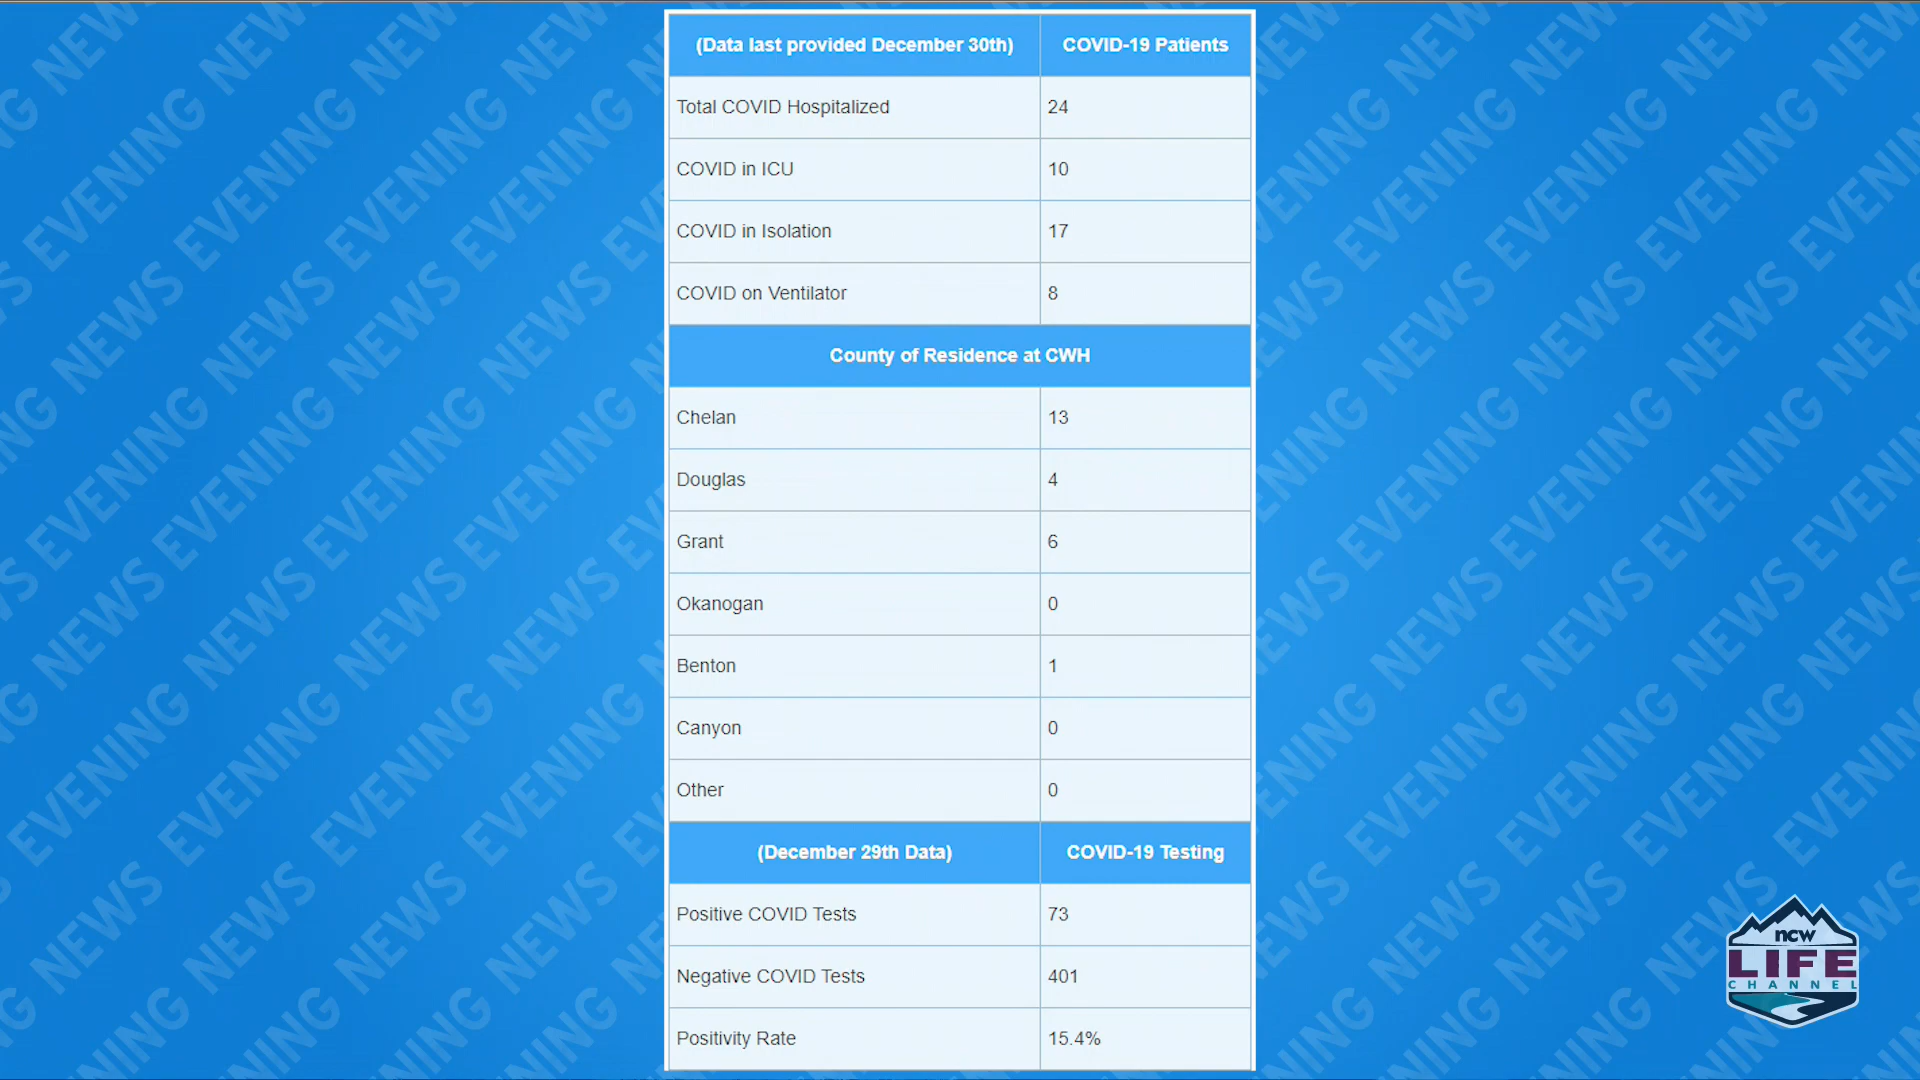 (Data last provided December 30th) COVID-19 Patients
Total COVID Hospitalized 24
COVID in ICU 10
COVID in Isolation 17
COVID on Ventilator 8
County of Residence at CWH
Chelan 13
Douglas 4
Grant 6
Okanogan 0
Benton 1
Canyon 0
Other 0
(December 29th Data) COVID-19 Testing
Positive COVID Tests 73
Negative COVID Tests 401
Positivity Rate 15.4%
EVENING NEWS
ncw
LIFE
CHANNEL